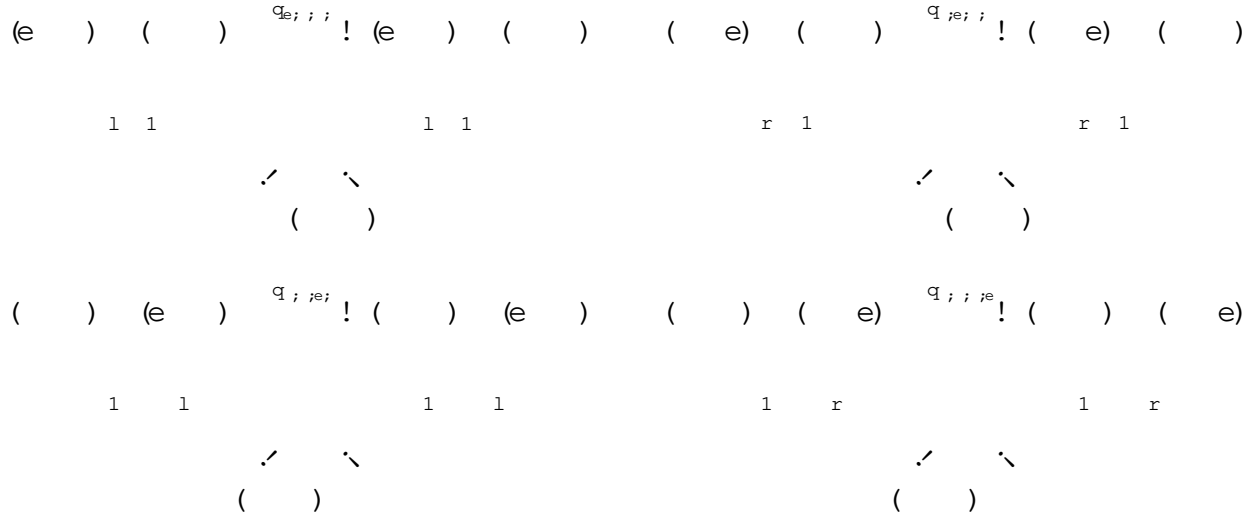 qe; ; ; q ;e; ;
(e ) ( ) ! (e ) ( ) ( e) ( ) ! ( e) ( )
l 1 l 1 r 1 r 1
.! !.
( ) ( )
q ; ;e; q ; ; ;e
( ) (e ) ! ( ) (e ) ( ) ( e) ! ( ) ( e)
1 l 1 l 1 r 1 r
( ) ( )